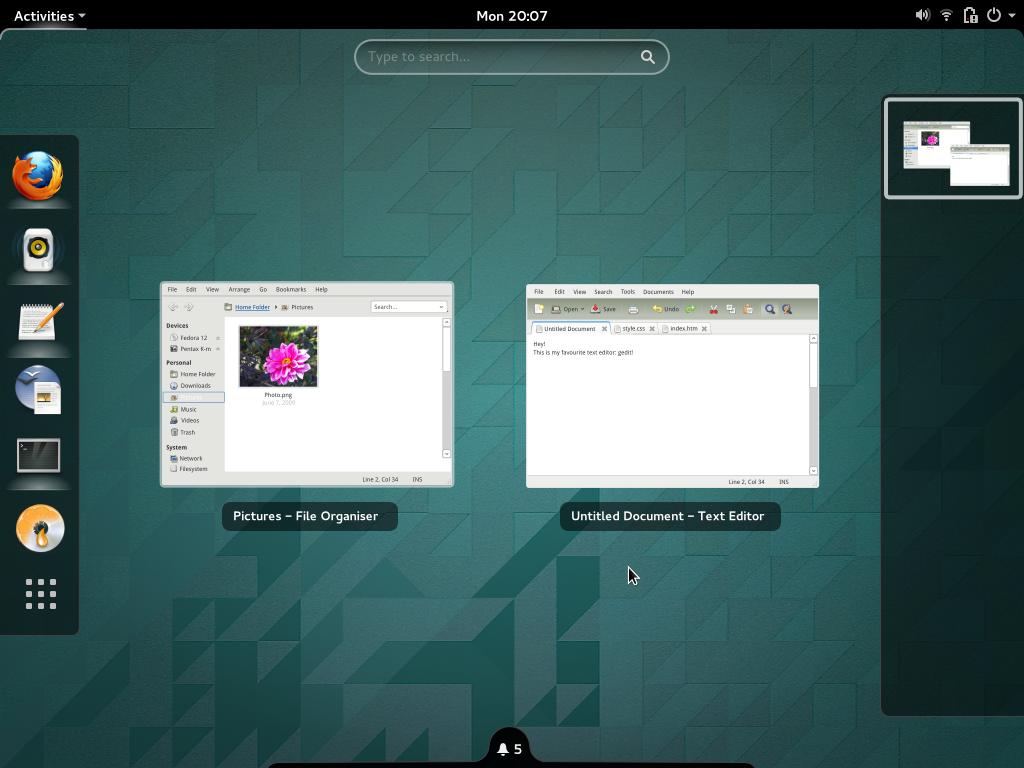 Activities
Mon 20:07
Type to search...
File Edit View Arrange Go Bookmarks Help
Home Folder Pictures Search...
Devices
Fedora 12
Pentax K-m
Personal
Home Folder
Downloads
Pictures
Music
Videos
Trash
System
Network
Filesystem
Photo.png
June 7, 2009
Line 2, Col 34 INS
Pictures – File Organiser
File Edit View Search Tools Documents Help
Open Save Undo
Untitled Document style.css index.htm
Hey!
This is my favourite text editor: gedit!
Line 2, Col 34 INS
Untitled Document – Text Editor
5